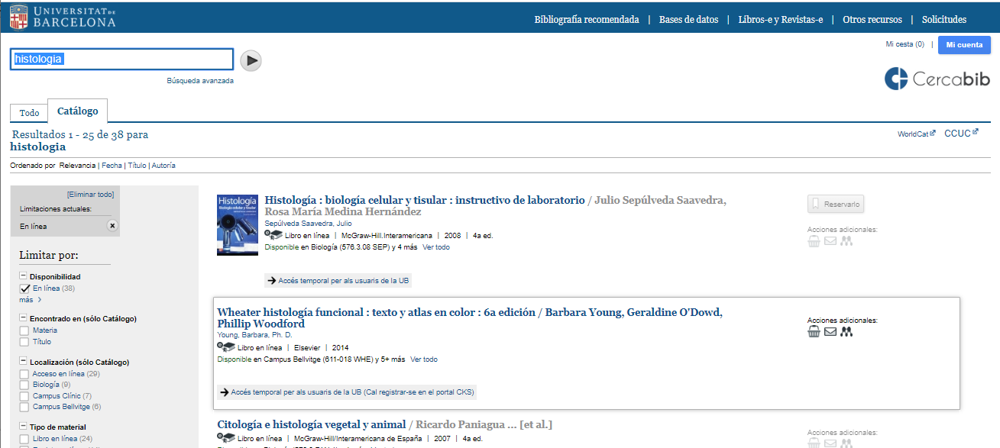 UNIVERSITAT DE
BARCELONA
Bibliografía recomendada | Bases de datos | Libros-e y Revistas-e | Otros recursos | Solicitudes
Mi cesta (0) | Mi cuenta
histologia
Búsqueda avanzada
Cercabib
Todo Catálogo
Resultados 1 - 25 de 38 para
histologia
WorldCat CCUC
Ordenado por Relevancia | Fecha | Título | Autoría
[Eliminar todo]
Limitaciones actuales:
En línea
Limitar por:
Disponibilidad
En línea (38)
más >
Encontrado en (sólo Catálogo)
Materia
Título
Localización (sólo Catálogo)
Acceso en línea (29)
Biología (9)
Campus Clínic (7)
Campus Bellvitge (6)
Tipo de material
Libro en línea (24)
Histología
Biología celular y tisular
Histología : biología celular y tisular : instructivo de laboratorio / Julio Sepúlveda Saavedra,
Rosa María Medina Hernández
Sepúlveda Saavedra, Julio
Libro en línea | McGraw-Hill.Interamericana | 2008 | 4a ed.
Disponible en Biología (576.3.08 SEP) y 4 más Ver todo
Accés temporal per als usuaris de la UB
Reservarlo
Acciones adicionales:
Wheater histología funcional : texto y atlas en color : 6a edición / Barbara Young, Geraldine O'Dowd,
Phillip Woodford
Young, Barbara, Ph. D.
Libro en línea | Elsevier | 2014
Disponible en Campus Bellvitge (611-018 WHE) y 5+ más Ver todo
Accés temporal per als usuaris de la UB (Cal registrar-se en el portal CKS)
Acciones adicionales:
Citología e histología vegetal y animal / Ricardo Paniagua ... [et al.]
Libro en línea | McGraw-Hill/Interamericana de España | 2007 | 4a ed.
Acciones adicionales: